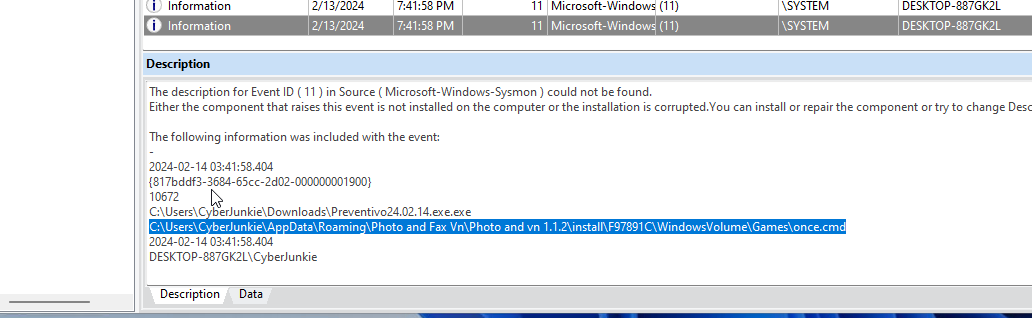 Information 2/13/2024 7:41:58 PM 11 Microsoft-Windows (11) \SYSTEM DESKTOP-887GK2L
Information 2/13/2024 7:41:58 PM 11 Microsoft-Windows (11) \SYSTEM DESKTOP-887GK2L
Description
The description for Event ID ( 11 ) in Source ( Microsoft-Windows-Sysmon ) could not be found.
Either the component that raises this event is not installed on the computer or the installation is corrupted.You can install or repair the component or try to change Desc
The following information was included with the event:
-
2024-02-14 03:41:58.404
{817bddf3-3684-65cc-2d02-000000001900}
10672
C:\Users\CyberJunkie\Downloads\Preventivo24.02.14.exe.exe
C:\Users\CyberJunkie\AppData\Roaming\Photo and Fax Vn\Photo and vn 1.1.2\install\F97891C\WindowsVolume\Games\once.cmd
2024-02-14 03:41:58.404
DESKTOP-887GK2L\CyberJunkie
Description Data